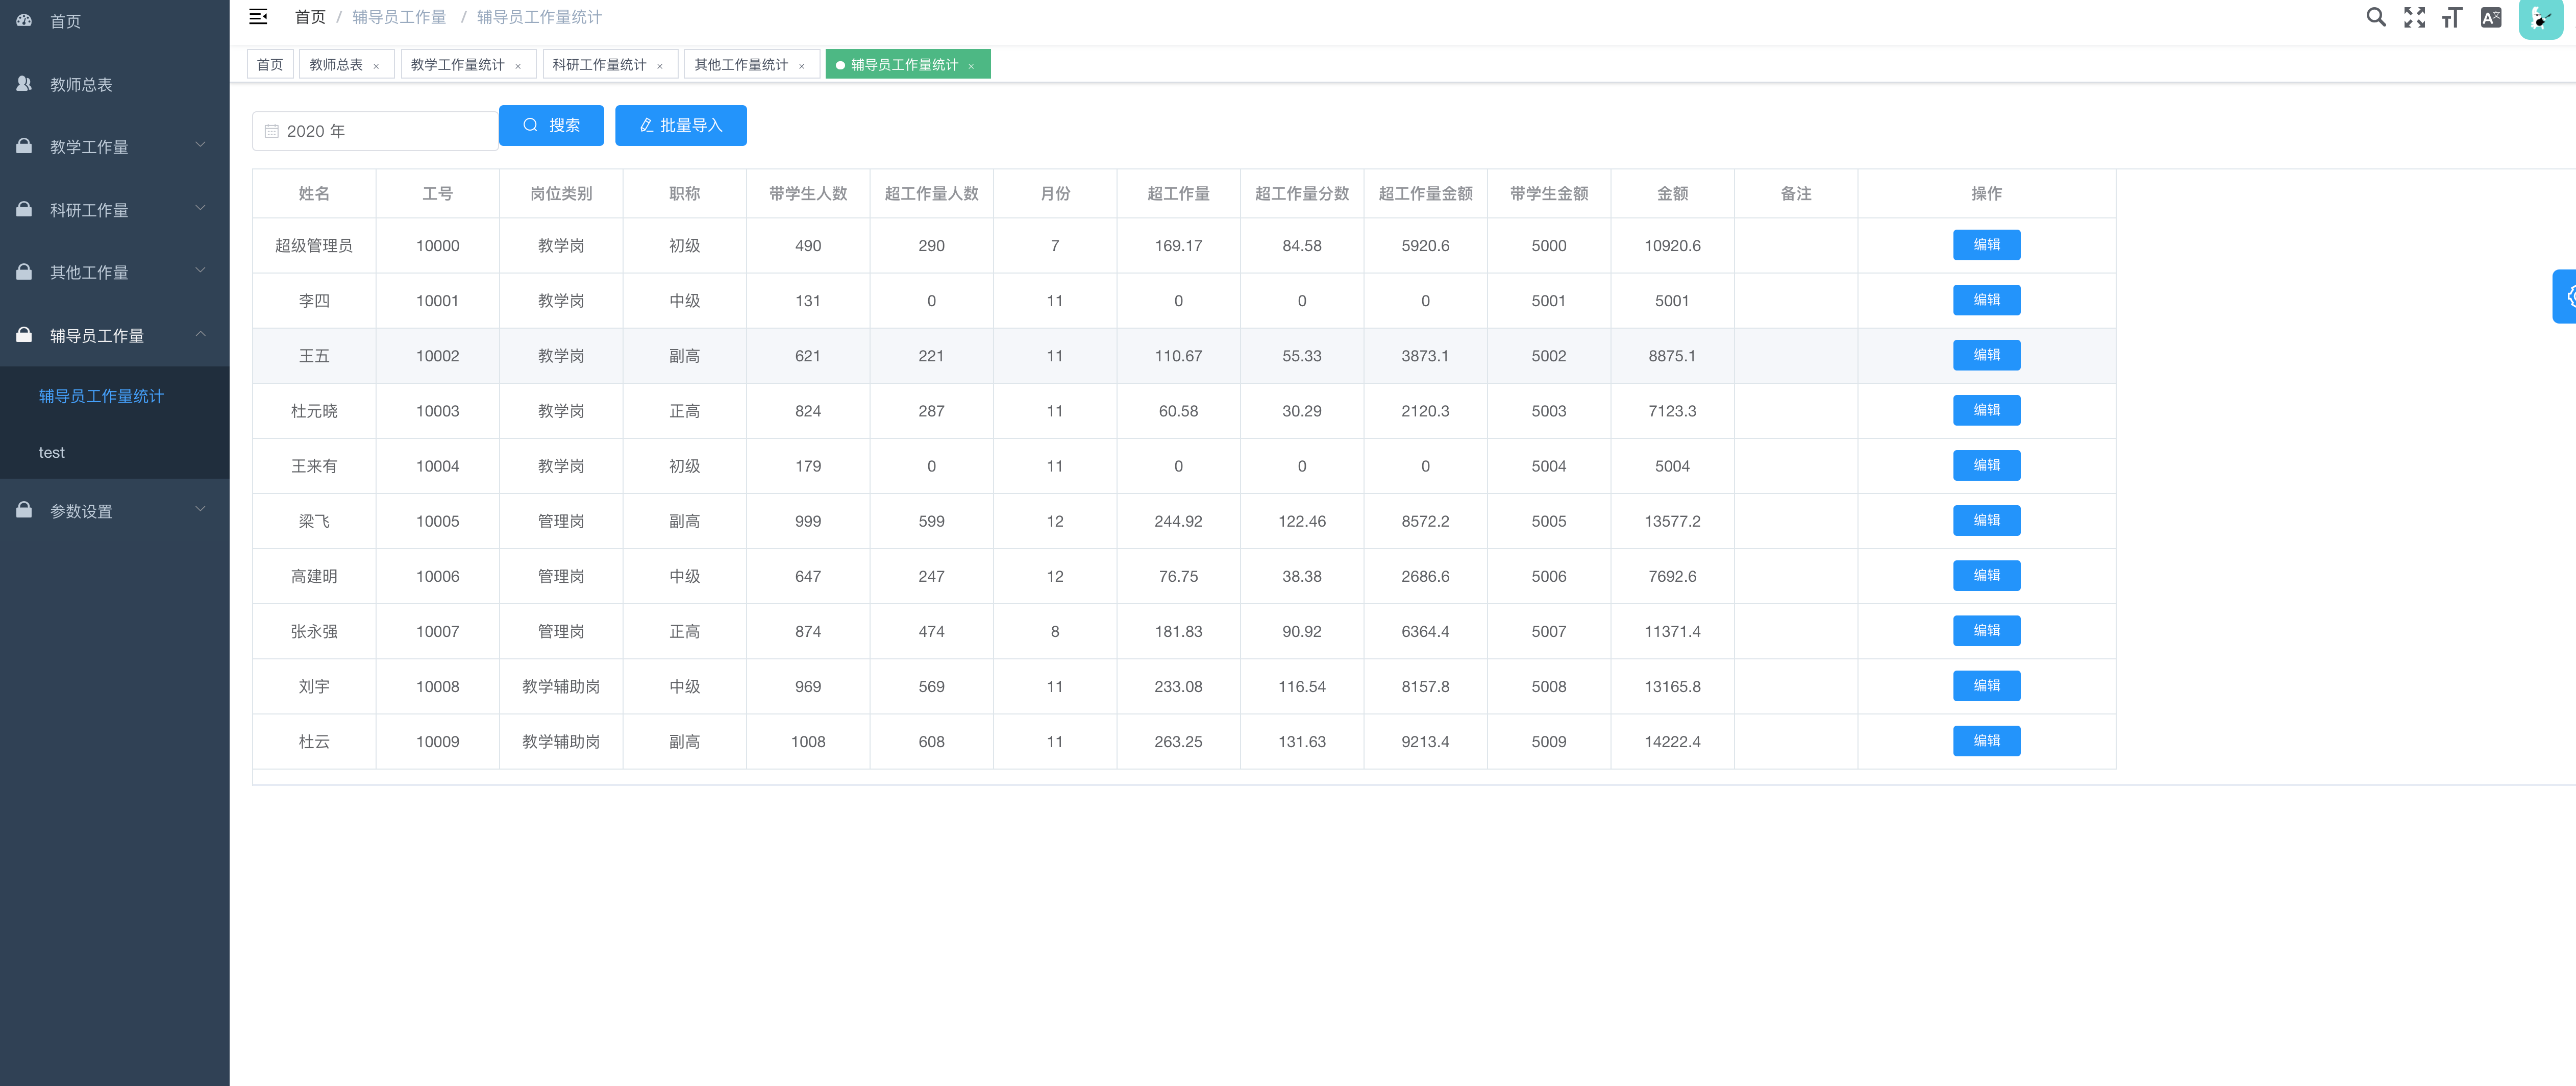 首页
教师总表
教学工作量
科研工作量
其他工作量
辅导员工作量
辅导员工作量统计
test
参数设置
首页 / 辅导员工作量 / 辅导员工作量统计
首页 教师总表 × 教学工作量统计 × 科研工作量统计 × 其他工作量统计 × 辅导员工作量统计 ×
2020 年 搜索 批量导入
姓名 工号 岗位类别 职称 带学生人数 超工作量人数 月份 超工作量 超工作量分数 超工作量金额 带学生金额 金额 备注 操作
超级管理员 10000 教学岗 初级 490 290 7 169.17 84.58 5920.6 5000 10920.6 编辑
李四 10001 教学岗 中级 131 0 11 0 0 0 5001 5001 编辑
王五 10002 教学岗 副高 621 221 11 110.67 55.33 3873.1 5002 8875.1 编辑
杜元晓 10003 教学岗 正高 824 287 11 60.58 30.29 2120.3 5003 7123.3 编辑
王来有 10004 教学岗 初级 179 0 11 0 0 0 5004 5004 编辑
梁飞 10005 管理岗 副高 999 599 12 244.92 122.46 8572.2 5005 13577.2 编辑
高建明 10006 管理岗 中级 647 247 12 76.75 38.38 2686.6 5006 7692.6 编辑
张永强 10007 管理岗 正高 874 474 8 181.83 90.92 6364.4 5007 11371.4 编辑
刘宇 10008 教学辅助岗 中级 969 569 11 233.08 116.54 8157.8 5008 13165.8 编辑
杜云 10009 教学辅助岗 副高 1008 608 11 263.25 131.63 9213.4 5009 14222.4 编辑